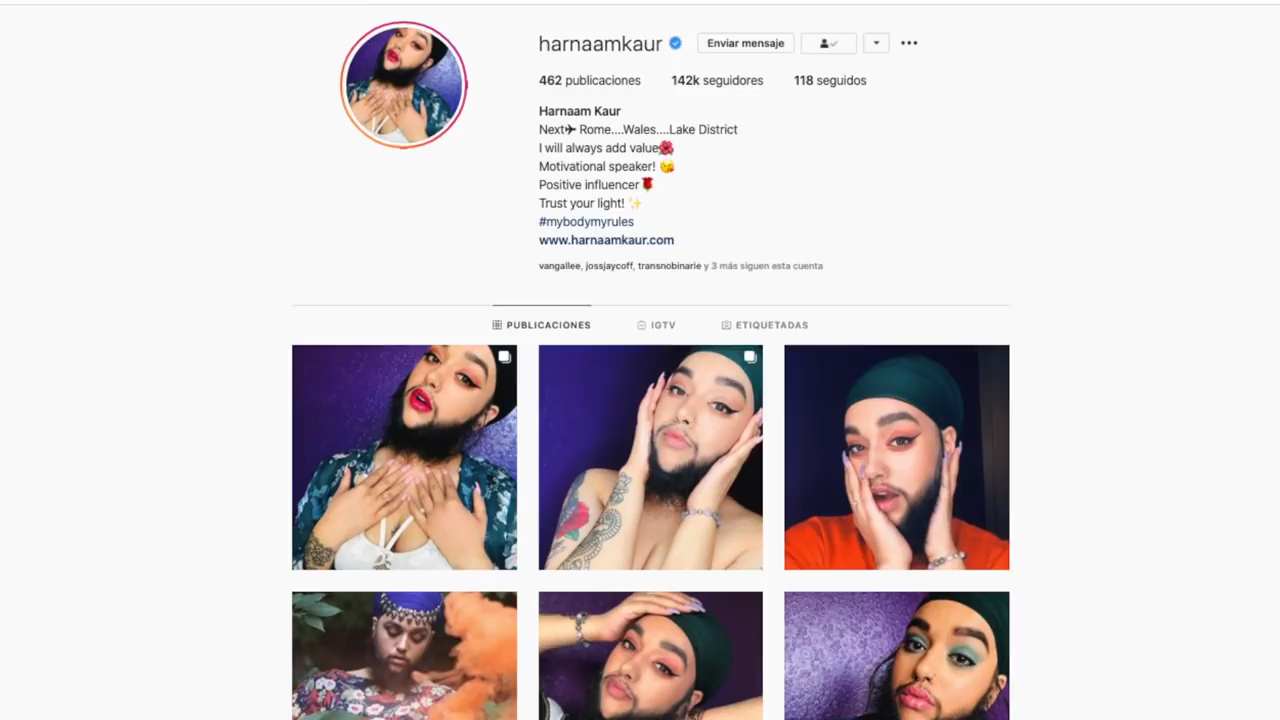 harnaamkaur Enviar mensaje
462 publicaciones 142k seguidores 118 seguidos
Harnaam Kaur
Next✈ Rome....Wales....Lake District
I will always add value🌺
Motivational speaker! 😘
Positive influencer🌹
Trust your light! ✨
#mybodymyrules
www.harnaamkaur.com
vangallee, jossjaycoff, transnobinarie y 3 más siguen esta cuenta
PUBLICACIONES IGTV ETIQUETADAS